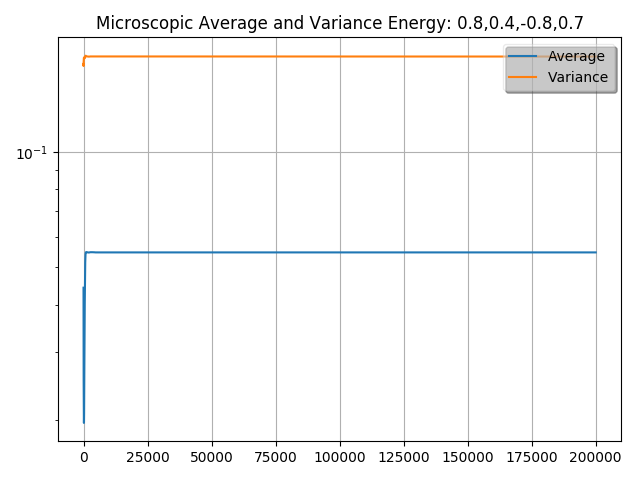 Microscopic Average and Variance Energy: 0.8,0.4,-0.8,0.7
Average
Variance
10⁻¹
0 25000 50000 75000 100000 125000 150000 175000 200000